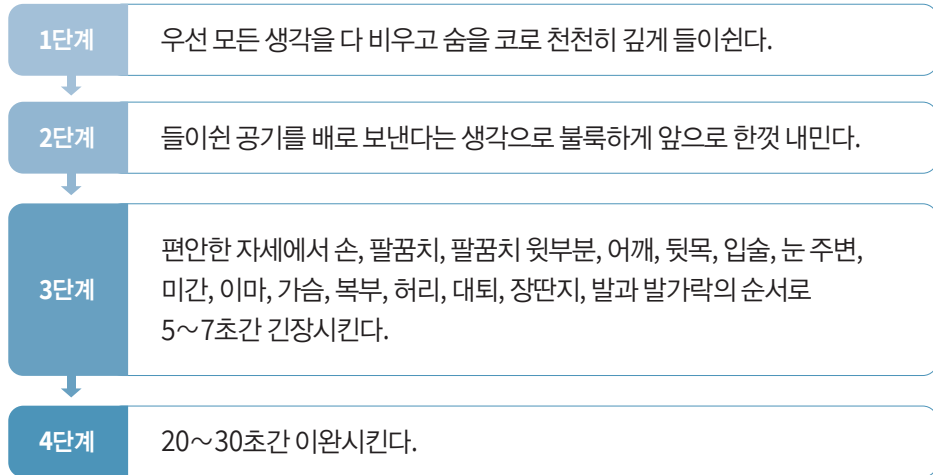 1단계
우선 모든 생각을 다 비우고 숨을 코로 천천히 깊게 들이쉰다.
2단계
들이쉰 공기를 배로 보낸다는 생각으로 불룩하게 앞으로 한껏 내민다.
3단계
편안한 자세에서 손, 팔꿈치, 팔꿈치 윗부분, 어깨, 뒷목, 입술, 눈 주변,
미간, 이마, 가슴, 복부, 허리, 대퇴, 장딴지, 발과 발가락의 순서로
5～7초간 긴장시킨다.
4단계
20～30초간 이완시킨다.